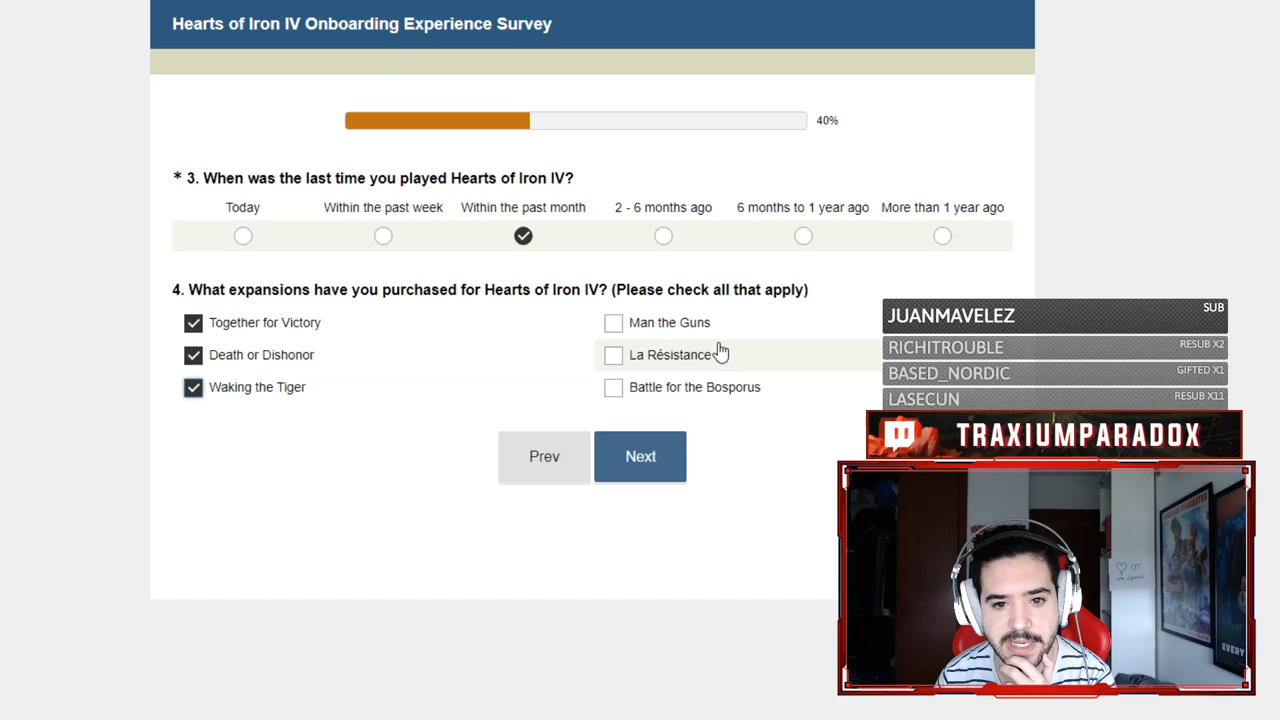 Hearts of Iron IV Onboarding Experience Survey
40%
* 3. When was the last time you played Hearts of Iron IV?
Today Within the past week Within the past month 2 - 6 months ago 6 months to 1 year ago More than 1 year ago
4. What expansions have you purchased for Hearts of Iron IV? (Please check all that apply)
Together for Victory Man the Guns
Death or Dishonor La Résistance
Waking the Tiger Battle for the Bosporus
Prev Next
JUANMAVELEZ SUB
RICHITROUBLE RESUB X2
BASED_NORDIC GIFTED X1
LASECUN RESUB X11
TRAXIUMPARADOX
EVERY